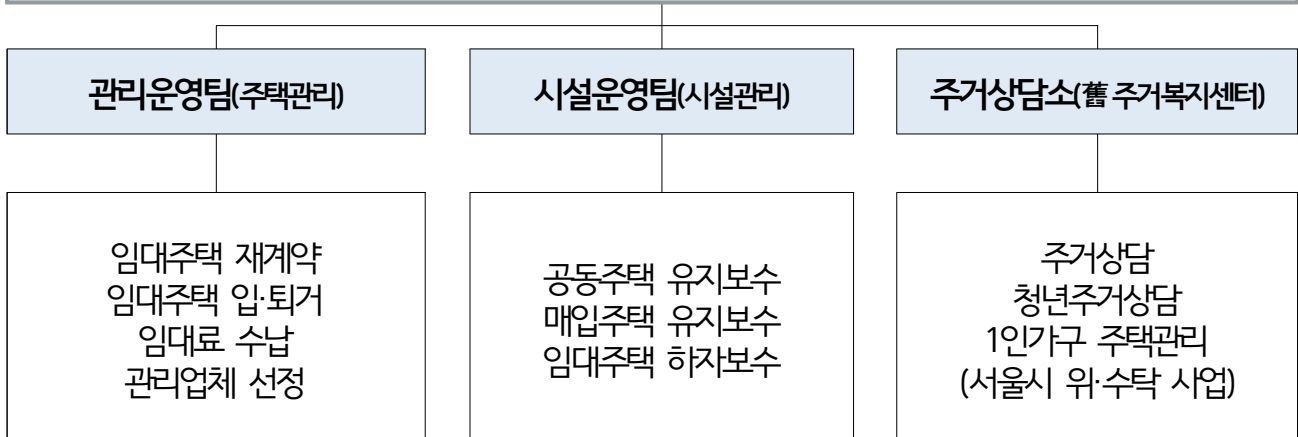 관리운영팀(주택관리)
시설운영팀(시설관리)
주거상담소(舊 주거복지센터)
임대주택 재계약
임대주택 입·퇴거
임대료 수납
관리업체 선정
공동주택 유지보수
매입주택 유지보수
임대주택 하자보수
주거상담
청년주거상담
1인가구 주택관리
(서울시 위·수탁 사업)